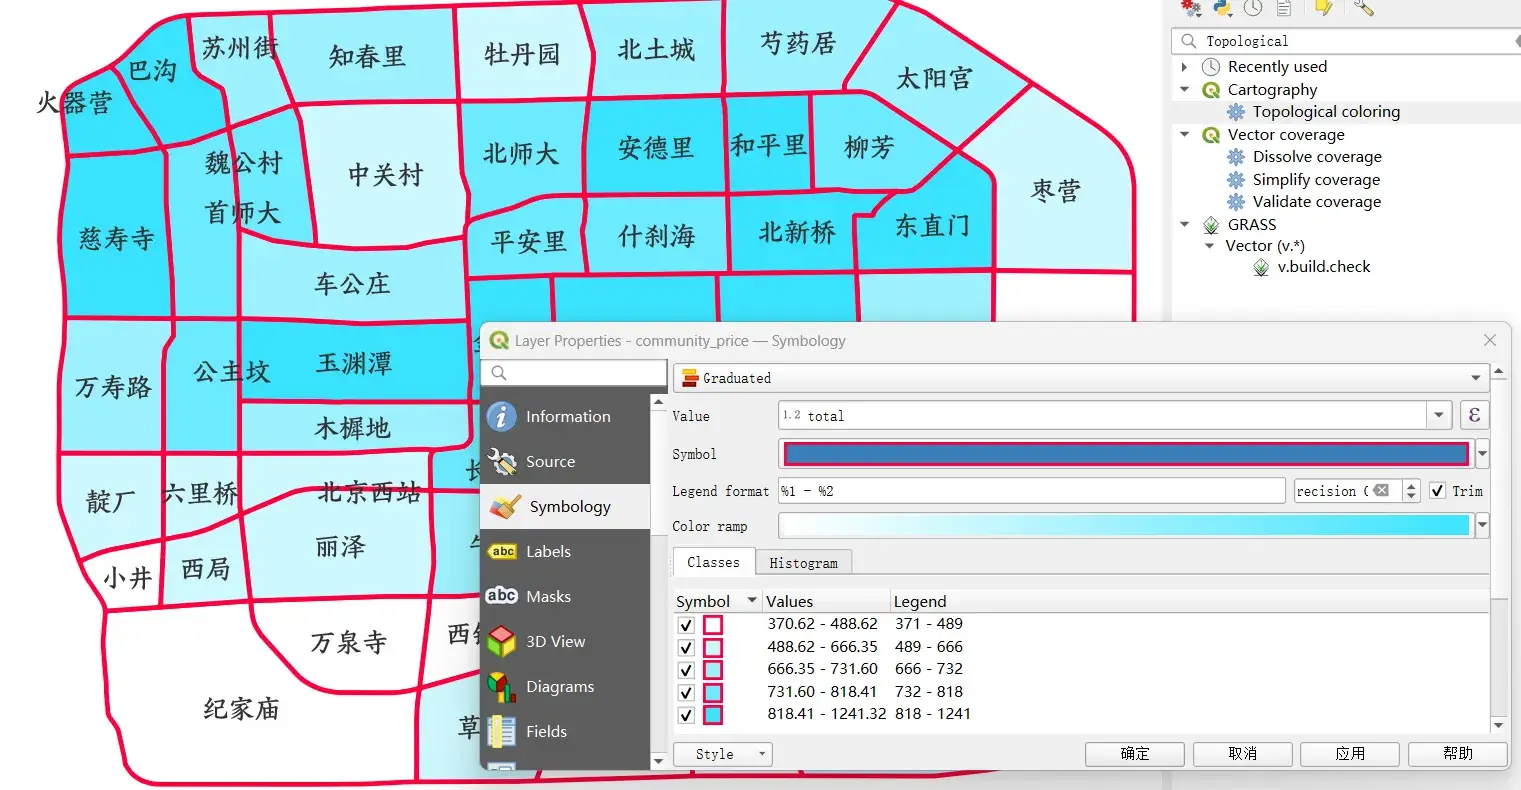 苏州街
知春里
牡丹园
北土城
芍药居
巴沟
太阳宫
火器营
魏公村
中关村
北师大
安德里
和平里
柳芳
枣营
首师大
慈寿寺
平安里
什刹海
北新桥
东直门
车公庄
玉渊潭
公主坟
万寿路
木樨地
北京西站
六里桥
靛厂
丽泽
西局
小井
万泉寺
纪家庙
草
Topological
Recently used
Cartography
Topological coloring
Vector coverage
Dissolve coverage
Simplify coverage
Validate coverage
GRASS
Vector (v.*)
v.build.check
Layer Properties - community_price — Symbology
Information
Source
Symbology
abc Labels
abc Masks
3D View
Diagrams
Fields
Graduated
Value 1.2 total ε
Symbol
Legend format %1 - %2 recision Trim
Color ramp
Classes Histogram
Symbol Values Legend
370.62 - 488.62 371 - 489
488.62 - 666.35 489 - 666
666.35 - 731.60 666 - 732
731.60 - 818.41 732 - 818
818.41 - 1241.32 818 - 1241
Style 确定 取消 应用 帮助